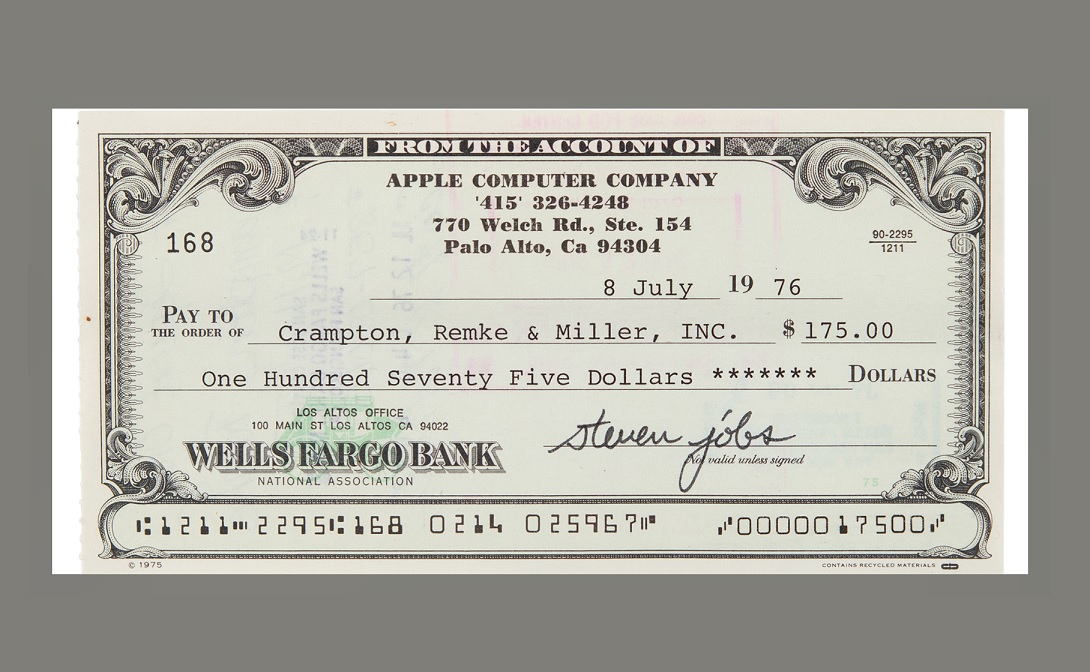 FROM THE ACCOUNT OF
APPLE COMPUTER COMPANY
'415' 326-4248
770 Welch Rd., Ste. 154
Palo Alto, Ca 94304
168
90-2295
1211
8 July 19 76
PAY TO
THE ORDER OF Crampton, Remke & Miller, INC. $ 175.00
One Hundred Seventy Five Dollars ******* DOLLARS
LOS ALTOS OFFICE
100 MAIN ST LOS ALTOS CA 94022
WELLS FARGO BANK
NATIONAL ASSOCIATION
steven jobs
Not valid unless signed
75
⑆1211⑉2295⑆168 0214 025967⑈ ⑇0000017500⑇
© 1975
CONTAINS RECYCLED MATERIALS